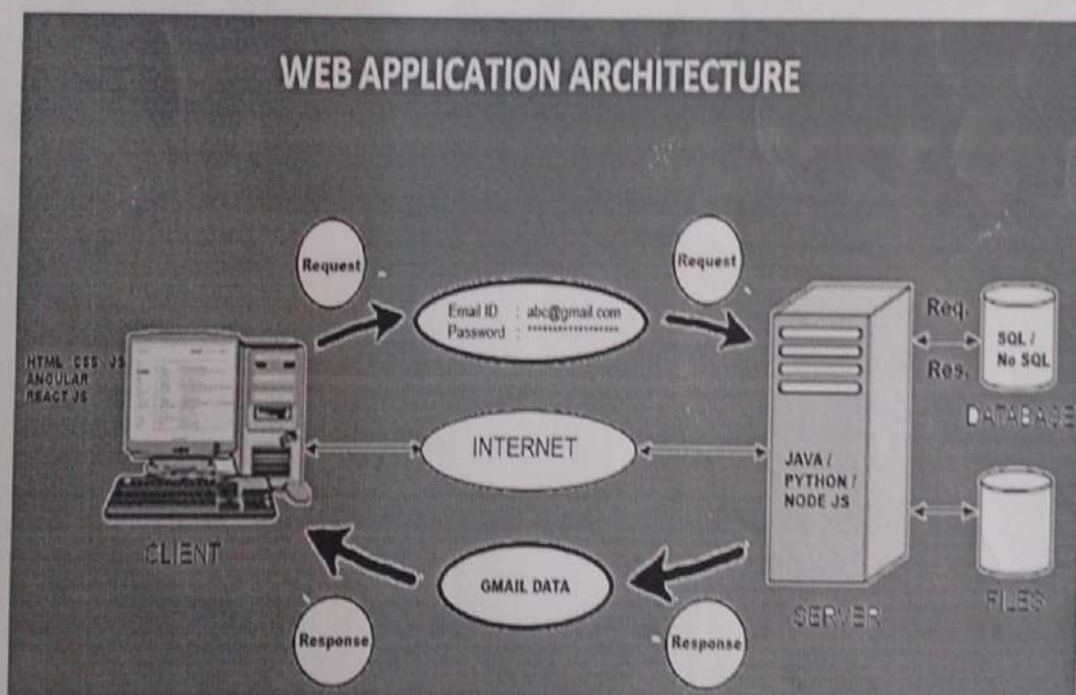 WEB APPLICATION ARCHITECTURE
Request
Request
Email ID : abc@gmail.com
Password : ******************
Req.
SQL /
No SQL
Res.
DATABASE
HTML CSS JS
ANGULAR
REACT JS
INTERNET
JAVA /
PYTHON /
NODE JS
CLIENT
GMAIL DATA
SERVER
FILES
Response
Response